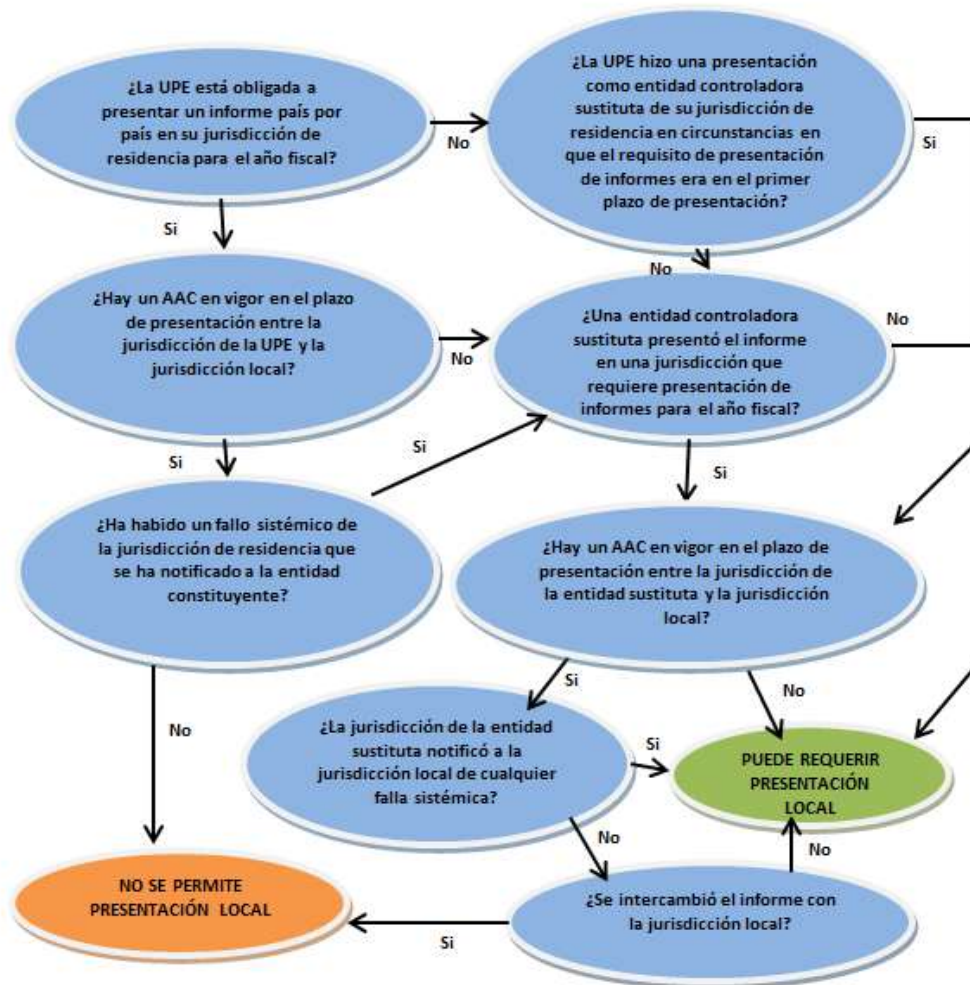 ¿La UPE está obligada a
presentar un informe país por
país en su jurisdicción de
residencia para el año fiscal?
No
¿La UPE hizo una presentación
como entidad controladora
sustituta de su jurisdicción de
residencia en circunstancias en
que el requisito de presentación
de informes era en el primer
plazo de presentación?
Si
Si
No
¿Hay un AAC en vigor en el plazo
de presentación entre la
jurisdicción de la UPE y la
jurisdicción local?
No
¿Una entidad controladora
sustituta presentó el informe
en una jurisdicción que
requiere presentación de
informes para el año fiscal?
No
Si
Si
Si
¿Ha habido un fallo sistémico de
la jurisdicción de residencia que
se ha notificado a la entidad
constituyente?
¿Hay un AAC en vigor en el plazo de
presentación entre la jurisdicción de
la entidad sustituta y la jurisdicción
local?
No
Si
No
¿La jurisdicción de la entidad
sustituta notificó a la
jurisdicción local de cualquier
falla sistémica?
Si
PUEDE REQUERIR
PRESENTACIÓN
LOCAL
No
No
NO SE PERMITE
PRESENTACIÓN LOCAL
Si
¿Se intercambió el informe con
la jurisdicción local?